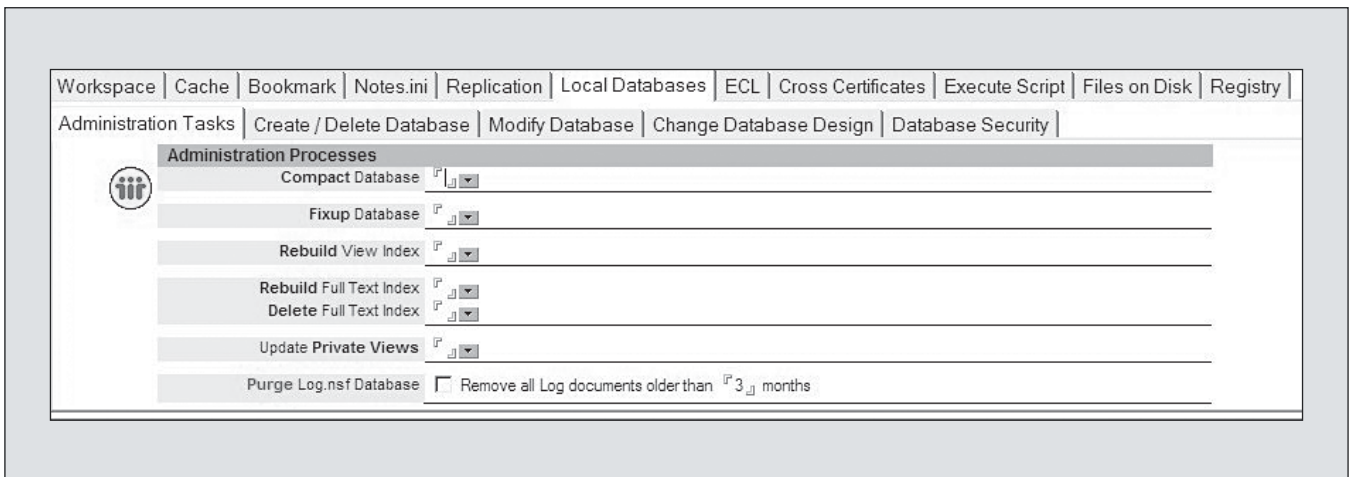 Workspace | Cache | Bookmark | Notes.ini | Replication | Local Databases | ECL | Cross Certificates | Execute Script | Files on Disk | Registry |
Administration Tasks | Create / Delete Database | Modify Database | Change Database Design | Database Security |
Administration Processes
Compact Database
Fixup Database
Rebuild View Index
Rebuild Full Text Index
Delete Full Text Index
Update Private Views
Purge Log.nsf Database Remove all Log documents older than 3 months